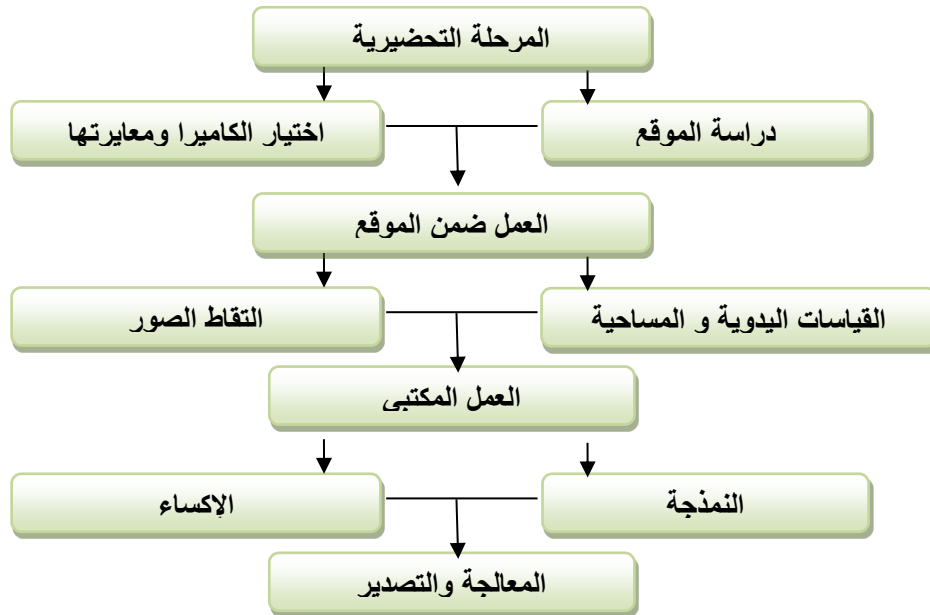 المرحلة التحضيرية
دراسة الموقع
اختيار الكاميرا ومعايرتها
العمل ضمن الموقع
القياسات اليدوية و المساحية
التقاط الصور
العمل المكتبي
النمذجة
الإكساء
المعالجة والتصدير